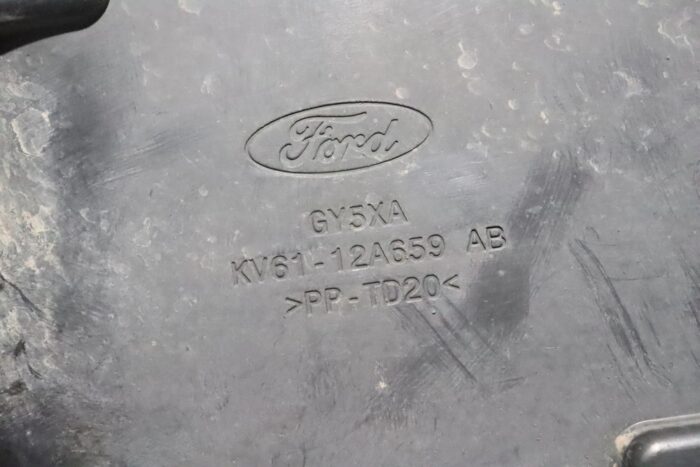 Ford
GY5XA
KV61-12A659 AB
>PP-TD20<